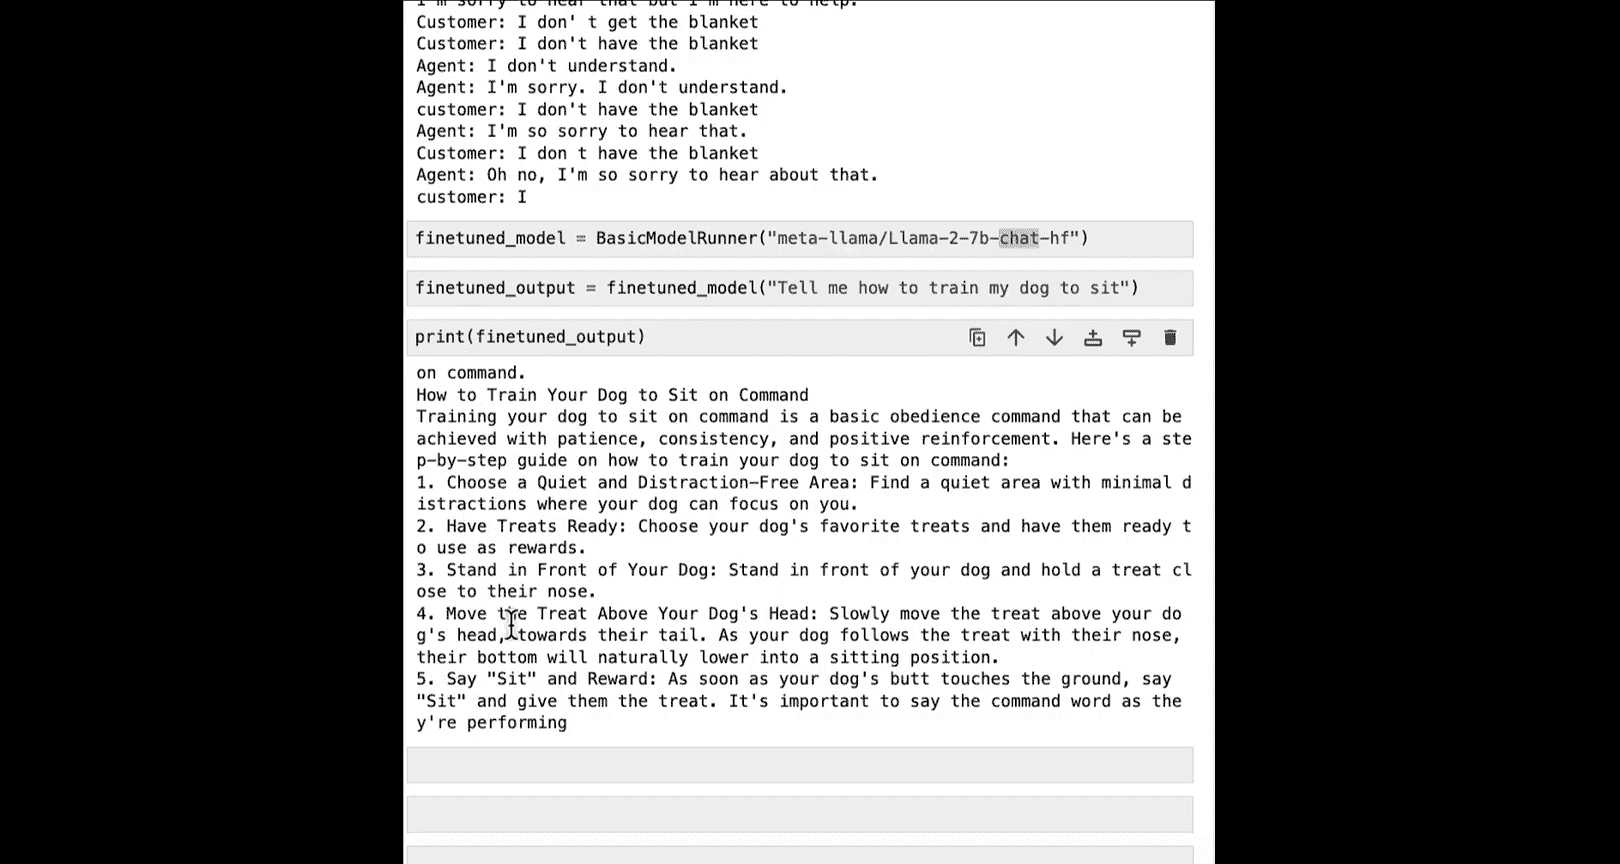 I'm sorry to hear that but I'm here to help.
Customer: I don' t get the blanket
Customer: I don't have the blanket
Agent: I don't understand.
Agent: I'm sorry. I don't understand.
customer: I don't have the blanket
Agent: I'm so sorry to hear that.
Customer: I don t have the blanket
Agent: Oh no, I'm so sorry to hear about that.
customer: I
finetuned_model = BasicModelRunner("meta-llama/Llama-2-7b-chat-hf")
finetuned_output = finetuned_model("Tell me how to train my dog to sit")
print(finetuned_output)
on command.
How to Train Your Dog to Sit on Command
Training your dog to sit on command is a basic obedience command that can be
achieved with patience, consistency, and positive reinforcement. Here's a ste
p-by-step guide on how to train your dog to sit on command:
1. Choose a Quiet and Distraction-Free Area: Find a quiet area with minimal d
istractions where your dog can focus on you.
2. Have Treats Ready: Choose your dog's favorite treats and have them ready t
o use as rewards.
3. Stand in Front of Your Dog: Stand in front of your dog and hold a treat cl
ose to their nose.
4. Move the Treat Above Your Dog's Head: Slowly move the treat above your do
g's head, towards their tail. As your dog follows the treat with their nose,
their bottom will naturally lower into a sitting position.
5. Say "Sit" and Reward: As soon as your dog's butt touches the ground, say
"Sit" and give them the treat. It's important to say the command word as the
y're performing